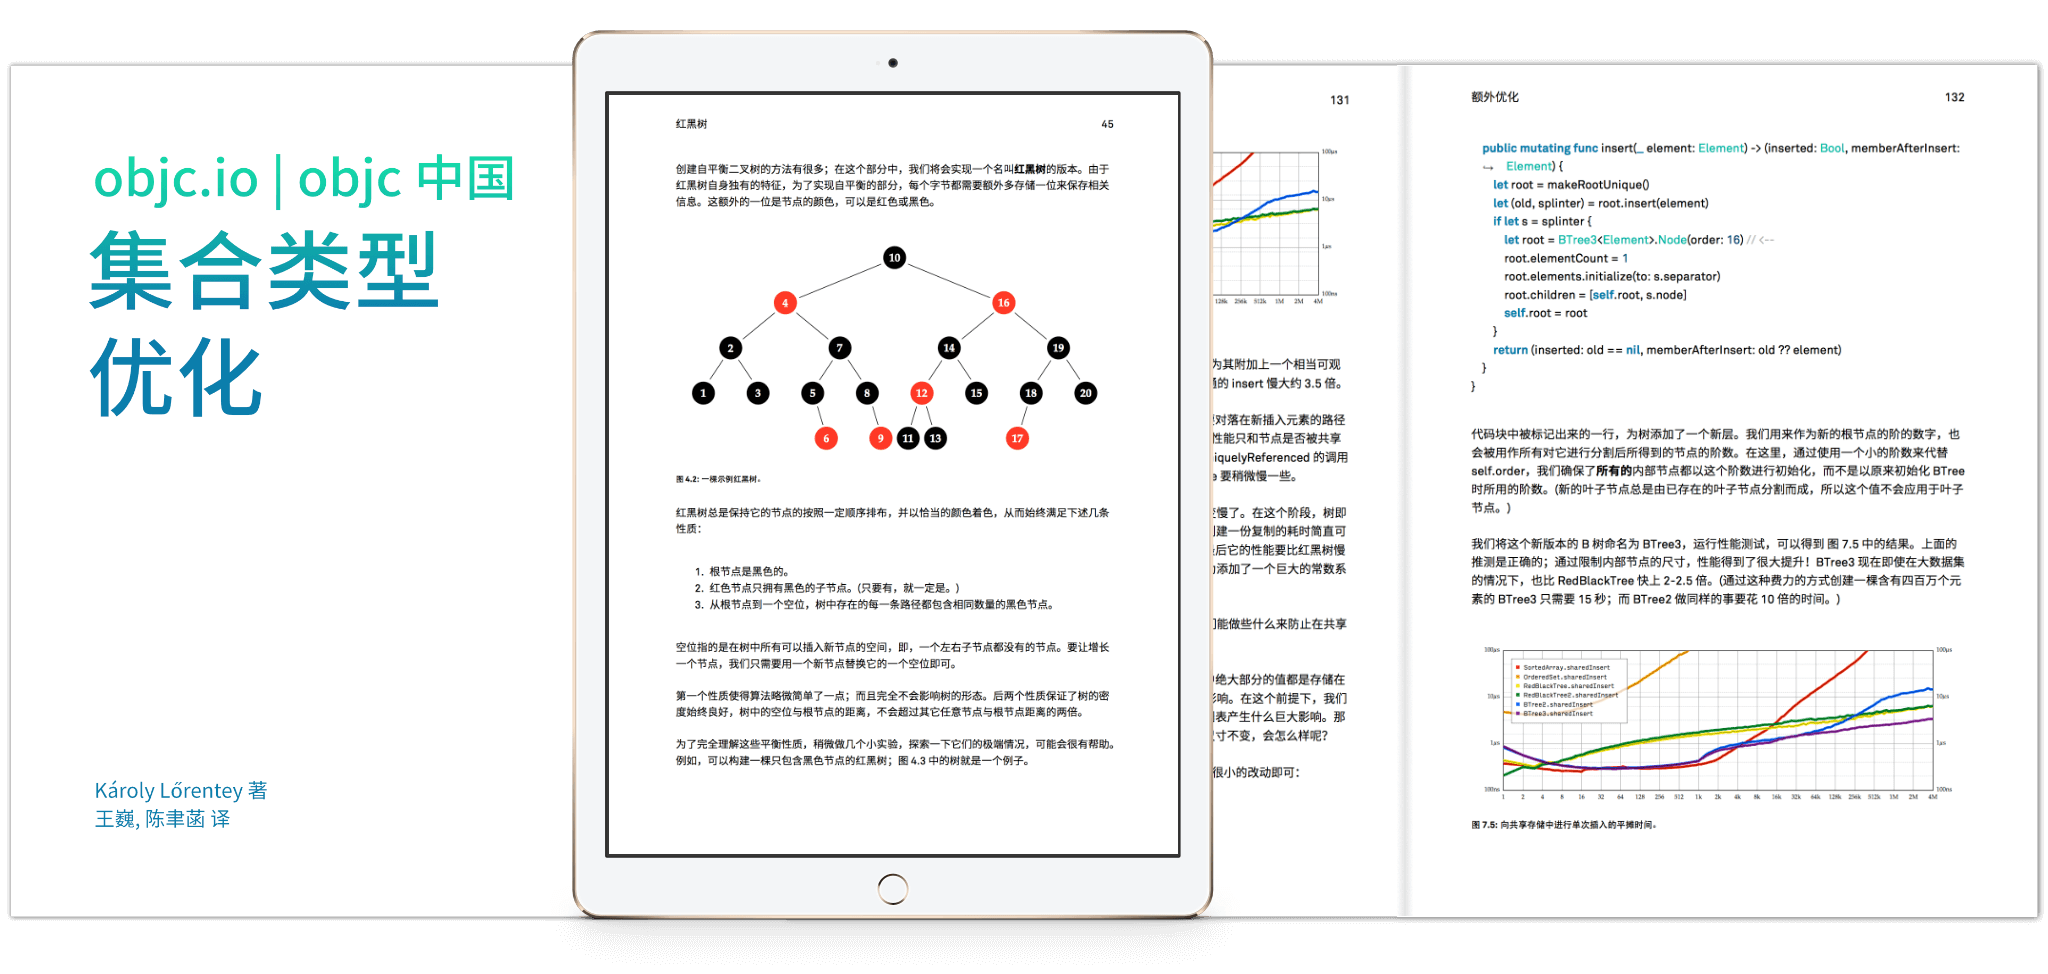 objc.io | objc 中国
集合类型
优化
Károly Lőrentey 著
王巍, 陈聿菡 译
红黑树 45
创建自平衡二叉树的方法有很多；在这个部分中，我们将会实现一个名叫红黑树的版本。由于
红黑树自身独有的特征，为了实现自平衡的部分，每个字节都需要额外多存储一位来保存相关
信息。这额外的一位是节点的颜色，可以是红色或黑色。
10
4 16
2 7 14 19
1 3 5 8 12 15 18 20
6 9 11 13 17
图 4.2: 一棵示例红黑树。
红黑树总是保持它的节点的按照一定顺序排布，并以恰当的颜色着色，从而始终满足下述几条
性质：
1. 根节点是黑色的。
2. 红色节点只拥有黑色的子节点。(只要有，就一定是。)
3. 从根节点到一个空位，树中存在的每一条路径都包含相同数量的黑色节点。
空位指的是在树中所有可以插入新节点的空间，即，一个左右子节点都没有的节点。要让增长
一个节点，我们只需要用一个新节点替换它的一个空位即可。
第一个性质使得算法略微简单了一点；而且完全不会影响树的形态。后两个性质保证了树的密
度始终良好，树中的空位与根节点的距离，不会超过其它任意节点与根节点距离的两倍。
为了完全理解这些平衡性质，稍微做几个小实验，探索一下它们的极端情况，可能会很有帮助。
例如，可以构建一棵只包含黑色节点的红黑树；图 4.3 中的树就是一个例子。
131
100µs
10µs
1µs
100ns
128k 256k 512k 1M 2M 4M
为其附加上一个相当可观
的 insert 慢大约 3.5 倍。
对落在新插入元素的路径
性能只和节点是否被共享
iquelyReferenced 的调用
要稍微慢一些。
变慢了。在这个阶段，树即
建一份复制的耗时简直可
后它的性能要比红黑树慢
添加了一个巨大的常数系
们能做些什么来防止在共享
绝大部分的值都是存储在
影响。在这个前提下，我们
表产生什么巨大影响。那
尺寸不变，会怎么样呢？
很小的改动即可：
额外优化 132
public mutating func insert(_ element: Element) -> (inserted: Bool, memberAfterInsert:
↪ Element) {
let root = makeRootUnique()
let (old, splinter) = root.insert(element)
if let s = splinter {
let root = BTree3<Element>.Node(order: 16) // <--
root.elementCount = 1
root.elements.initialize(to: s.separator)
root.children = [self.root, s.node]
self.root = root
}
return (inserted: old == nil, memberAfterInsert: old ?? element)
}
}
代码块中被标记出来的一行，为树添加了一个新层。我们用来作为新的根节点的阶的数字，也
会被用作所有对它进行分割后所得到的节点的阶数。在这里，通过使用一个小的阶数来代替
self.order，我们确保了所有的内部节点都以这个阶数进行初始化，而不是以原来初始化 BTree
时所用的阶数。(新的叶子节点总是由已存在的叶子节点分割而成，所以这个值不会应用于叶子
节点。)
我们将这个新版本的 B 树命名为 BTree3，运行性能测试，可以得到 图 7.5 中的结果。上面的
推测是正确的；通过限制内部节点的尺寸，性能得到了很大提升！BTree3 现在即使在大数据集
的情况下，也比 RedBlackTree 快上 2-2.5 倍。(通过这种费力的方式创建一棵含有四百万个元
素的 BTree3 只需要 15 秒；而 BTree2 做同样的事要花 10 倍的时间。)
100µs 100µs
SortedArray.sharedInsert
OrderedSet.sharedInsert
RedBlackTree.sharedInsert
RedBlackTree2.sharedInsert
10µs 10µs
BTree2.sharedInsert
BTree3.sharedInsert
1µs 1µs
100ns 100ns
1 2 4 8 16 32 64 128 256 512 1k 2k 4k 8k 16k 32k 64k 128k 256k 512k 1M 2M 4M
图 7.5: 向共享存储中进行单次插入的平摊时间。